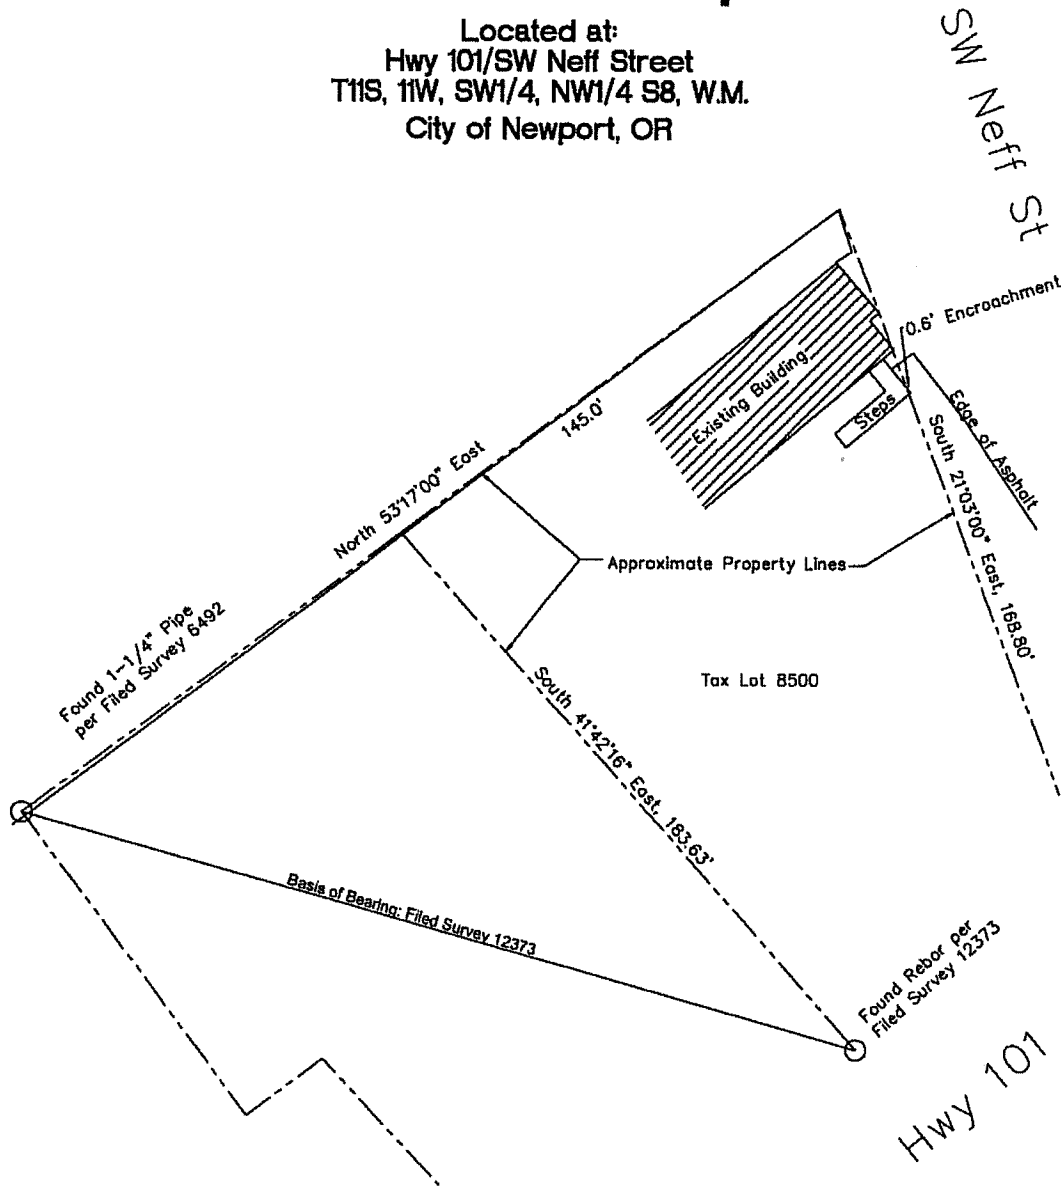 Located at:
Hwy 101/SW Neff Street
T11S, 11W, SW1/4, NW1/4 S8, W.M.
City of Newport, OR
SW Neff St
0.6' Encroachment
Existing Building
Steps
Edge of Asphalt
145.0'
North 53°17'00" East
South 21°03'00" East, 168.80'
Approximate Property Lines
Found 1-1/4" Pipe
per Filed Survey 6492
Tax Lot 8500
South 41°42'16" East, 183.63'
Basis of Bearing: Filed Survey 12373
Found Rebar per
Filed Survey 12373
Hwy 101